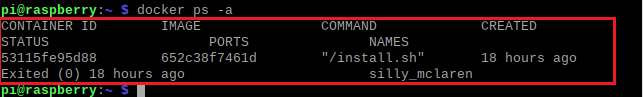 pi@raspberry:~ $ docker ps -a
CONTAINER ID        IMAGE               COMMAND             CREATED
STATUS                    PORTS               NAMES
53115fe95d88        652c38f7461d        "/install.sh"       18 hours ago
Exited (0) 18 hours ago                       silly_mclaren
pi@raspberry:~ $